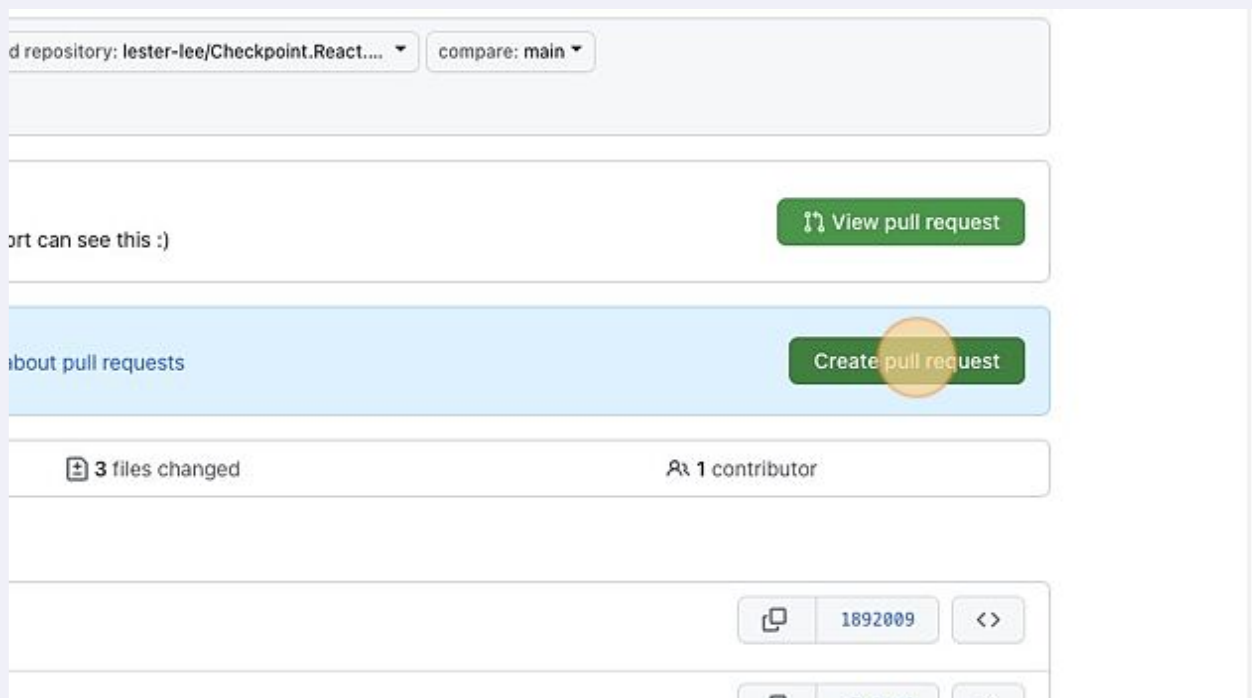 d repository: lester-lee/Checkpoint.React.... compare: main
View pull request
ort can see this :)
about pull requests
Create pull request
3 files changed
1 contributor
1892009